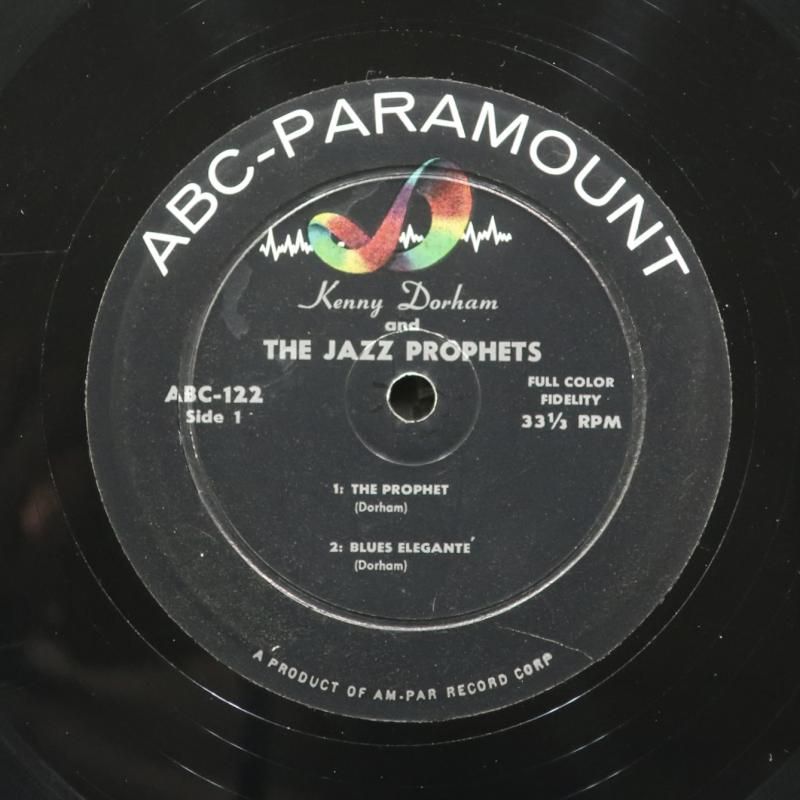 ABC-PARAMOUNT
Kenny Dorham
and
THE JAZZ PROPHETS
ABC-122
Side 1
FULL COLOR
FIDELITY
33⅓ RPM
1: THE PROPHET
(Dorham)
2: BLUES ELEGANTE´
(Dorham)
A PRODUCT OF AM-PAR RECORD CORP